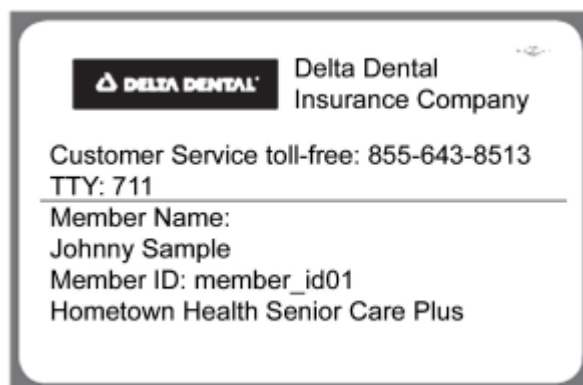 DELTA DENTAL
Delta Dental
Insurance Company
Customer Service toll-free: 855-643-8513
TTY: 711
Member Name:
Johnny Sample
Member ID: member_id01
Hometown Health Senior Care Plus